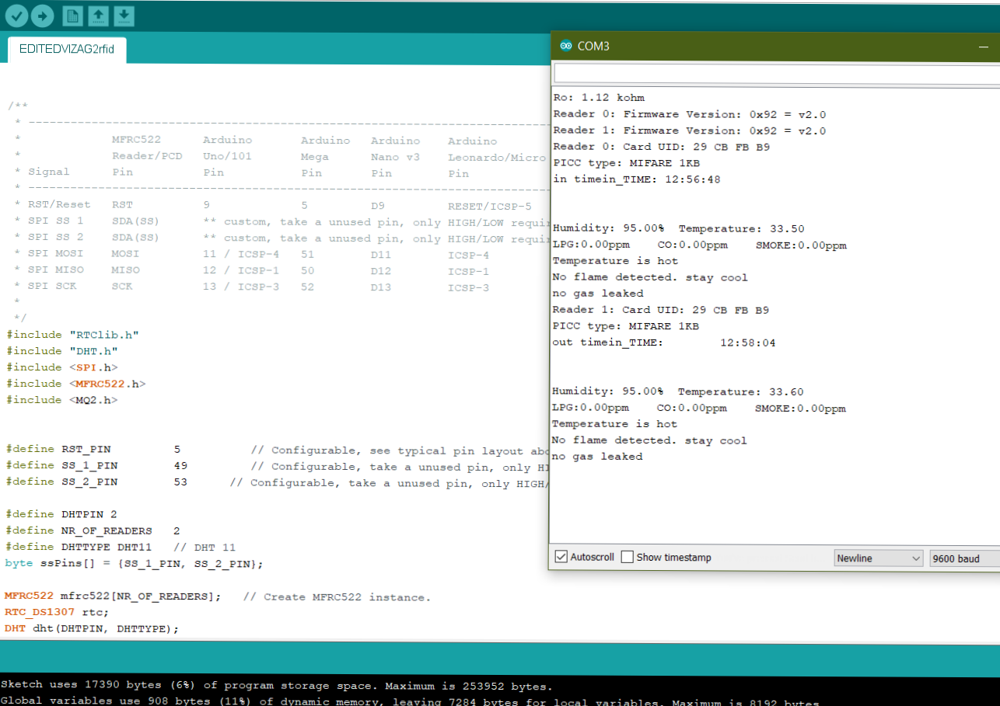 EDITEDVIZAG2rfid
/**
* --------------------------------------------------------------------------
* MFRC522 Arduino Arduino Arduino Arduino
* Reader/PCD Uno/101 Mega Nano v3 Leonardo/Micro
* Signal Pin Pin Pin Pin Pin
* --------------------------------------------------------------------------
* RST/Reset RST 9 5 D9 RESET/ICSP-5
* SPI SS 1 SDA(SS) ** custom, take a unused pin, only HIGH/LOW requir
* SPI SS 2 SDA(SS) ** custom, take a unused pin, only HIGH/LOW requir
* SPI MOSI MOSI 11 / ICSP-4 51 D11 ICSP-4
* SPI MISO MISO 12 / ICSP-1 50 D12 ICSP-1
* SPI SCK SCK 13 / ICSP-3 52 D13 ICSP-3
*
*/
#include "RTClib.h"
#include "DHT.h"
#include <SPI.h>
#include <MFRC522.h>
#include <MQ2.h>
#define RST_PIN 5 // Configurable, see typical pin layout abo
#define SS_1_PIN 49 // Configurable, take a unused pin, only HI
#define SS_2_PIN 53 // Configurable, take a unused pin, only HIGH/
#define DHTPIN 2
#define NR_OF_READERS 2
#define DHTTYPE DHT11 // DHT 11
byte ssPins[] = {SS_1_PIN, SS_2_PIN};
MFRC522 mfrc522[NR_OF_READERS]; // Create MFRC522 instance.
RTC_DS1307 rtc;
DHT dht(DHTPIN, DHTTYPE);
Sketch uses 17390 bytes (6%) of program storage space. Maximum is 253952 bytes.
Global variables use 908 bytes (11%) of dynamic memory, leaving 7284 bytes for local variables. Maximum is 8192 bytes
COM3
Ro: 1.12 kohm
Reader 0: Firmware Version: 0x92 = v2.0
Reader 1: Firmware Version: 0x92 = v2.0
Reader 0: Card UID: 29 CB FB B9
PICC type: MIFARE 1KB
in timein_TIME: 12:56:48
Humidity: 95.00% Temperature: 33.50
LPG:0.00ppm CO:0.00ppm SMOKE:0.00ppm
Temperature is hot
No flame detected. stay cool
no gas leaked
Reader 1: Card UID: 29 CB FB B9
PICC type: MIFARE 1KB
out timein_TIME: 12:58:04
Humidity: 95.00% Temperature: 33.60
LPG:0.00ppm CO:0.00ppm SMOKE:0.00ppm
Temperature is hot
No flame detected. stay cool
no gas leaked
Autoscroll Show timestamp Newline 9600 baud